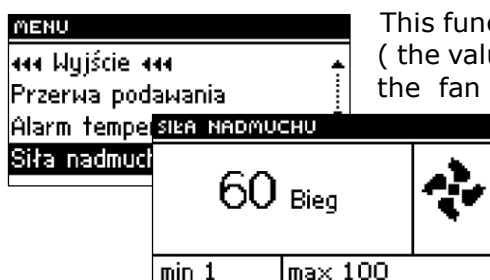 MENU
◄◄◄ Wyjście ◄◄◄
Przerwa podawania
Alarm temper
Siła nadmuch
SIŁA NADMUCHU
60 Bieg
min 1
max 100
This func
( the valu
the fan